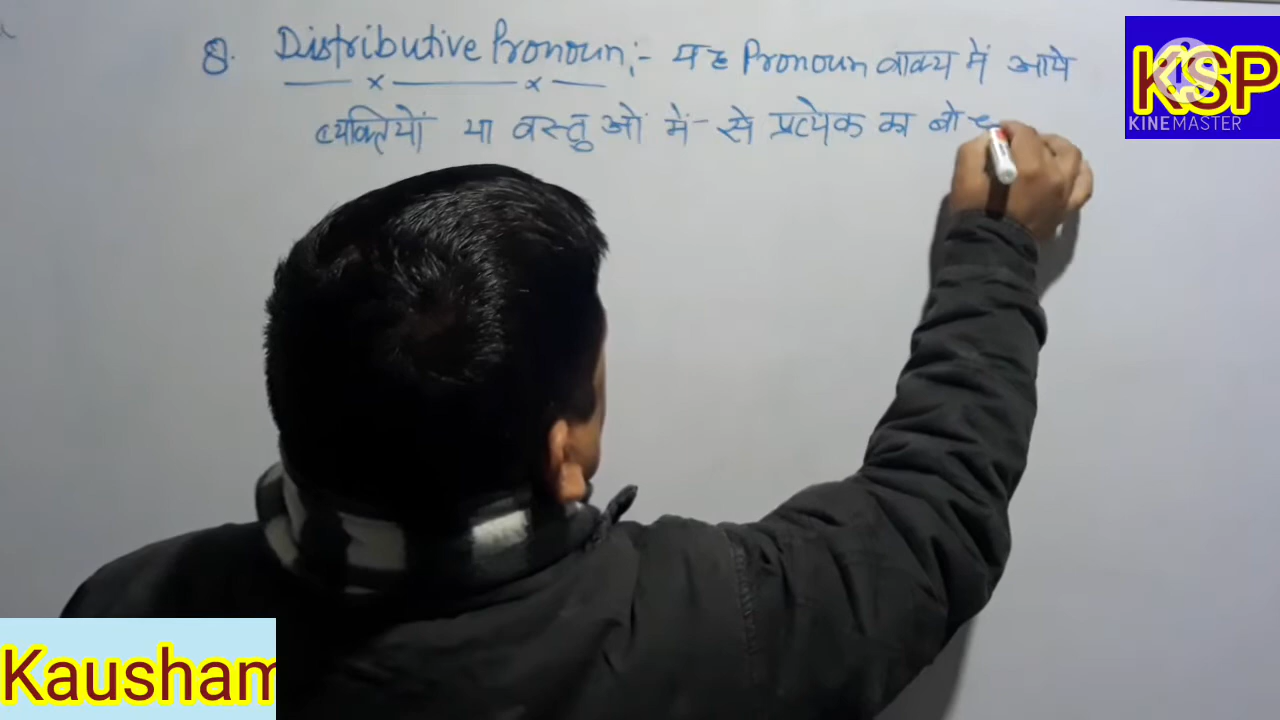 8. Distributive Pronoun :- यह Pronoun वाक्य में आये
व्यक्तियों या वस्तुओं में से प्रत्येक का बोध
KSP
KINEMASTER
Kausham